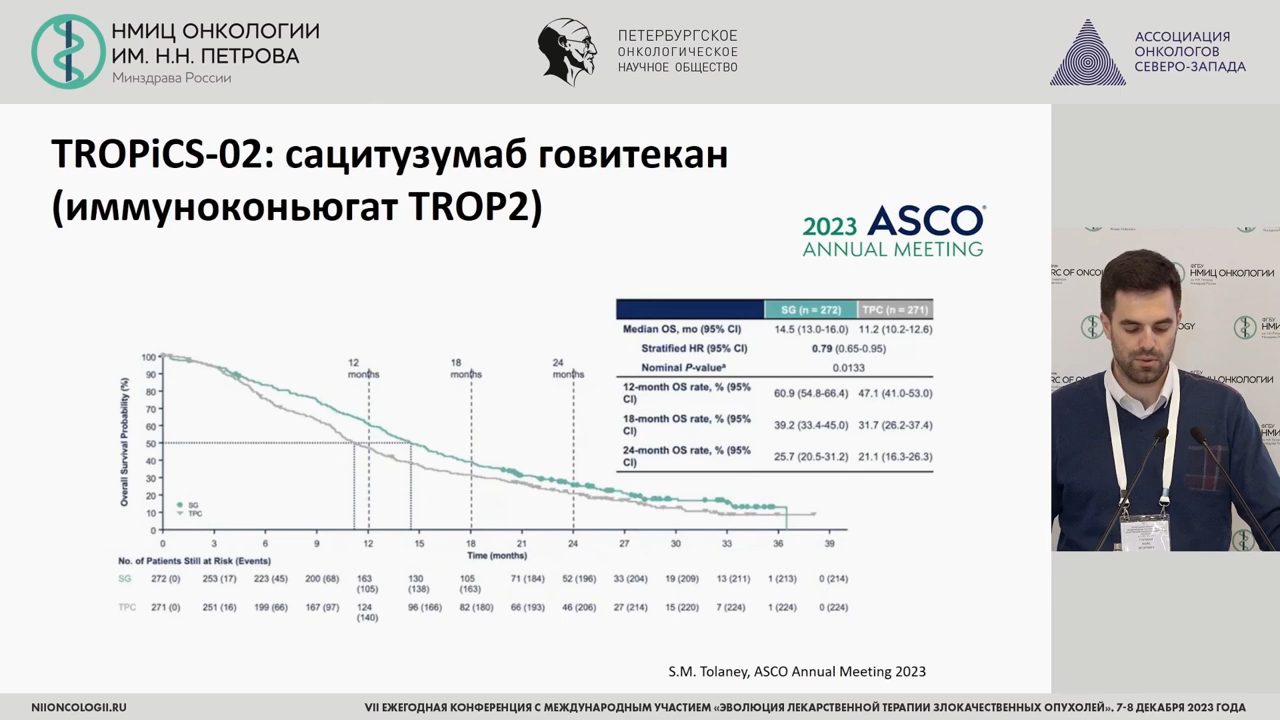 НМИЦ ОНКОЛОГИИ
ИМ. Н.Н. ПЕТРОВА
Минздрава России
ПЕТЕРБУРГСКОЕ
ОНКОЛОГИЧЕСКОЕ
НАУЧНОЕ ОБЩЕСТВО
АССОЦИАЦИЯ
ОНКОЛОГОВ
СЕВЕРО-ЗАПАДА
TROPiCS-02: сацитузумаб говитекан
(иммуноконьюгат TROP2)
2023 ASCO®
ANNUAL MEETING
SG (n = 272) TPC (n = 271)
Median OS, mo (95% CI) 14.5 (13.0-16.0) 11.2 (10.2-12.6)
Stratified HR (95% CI) 0.79 (0.65-0.95)
Nominal P-valueᵃ 0.0133
12-month OS rate, % (95% CI) 60.9 (54.8-66.4) 47.1 (41.0-53.0)
18-month OS rate, % (95% CI) 39.2 (33.4-45.0) 31.7 (26.2-37.4)
24-month OS rate, % (95% CI) 25.7 (20.5-31.2) 21.1 (16.3-26.3)
12 months
18 months
24 months
Overall Survival Probability (%)
100
90
80
70
60
50
40
30
20
10
0
SG
TPC
0 3 6 9 12 15 18 21 24 27 30 33 36 39
Time (months)
No. of Patients Still at Risk (Events)
SG 272 (0) 253 (17) 223 (45) 200 (68) 163 (105) 130 (138) 105 (163) 71 (184) 52 (196) 33 (204) 19 (209) 13 (211) 1 (213) 0 (214)
TPC 271 (0) 251 (16) 199 (66) 167 (97) 124 (140) 96 (166) 82 (180) 66 (193) 46 (206) 27 (214) 15 (220) 7 (224) 1 (224) 0 (224)
S.M. Tolaney, ASCO Annual Meeting 2023
RC OF ONCOL
НМИЦ ОНКОЛОГИИ
NIIONCOLOGII.RU
VII ЕЖЕГОДНАЯ КОНФЕРЕНЦИЯ С МЕЖДУНАРОДНЫМ УЧАСТИЕМ «ЭВОЛЮЦИЯ ЛЕКАРСТВЕННОЙ ТЕРАПИИ ЗЛОКАЧЕСТВЕННЫХ ОПУХОЛЕЙ». 7-8 ДЕКАБРЯ 2023 ГОДА